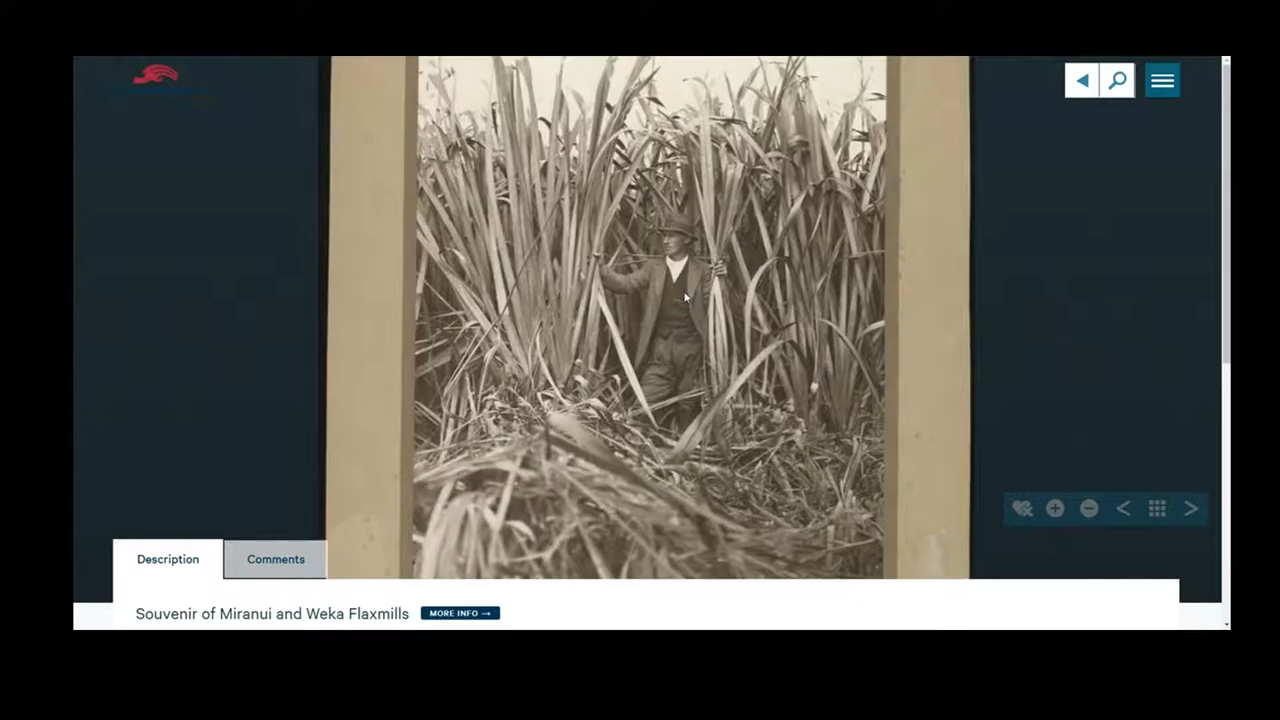 Description
Comments
Souvenir of Miranui and Weka Flaxmills
MORE INFO →